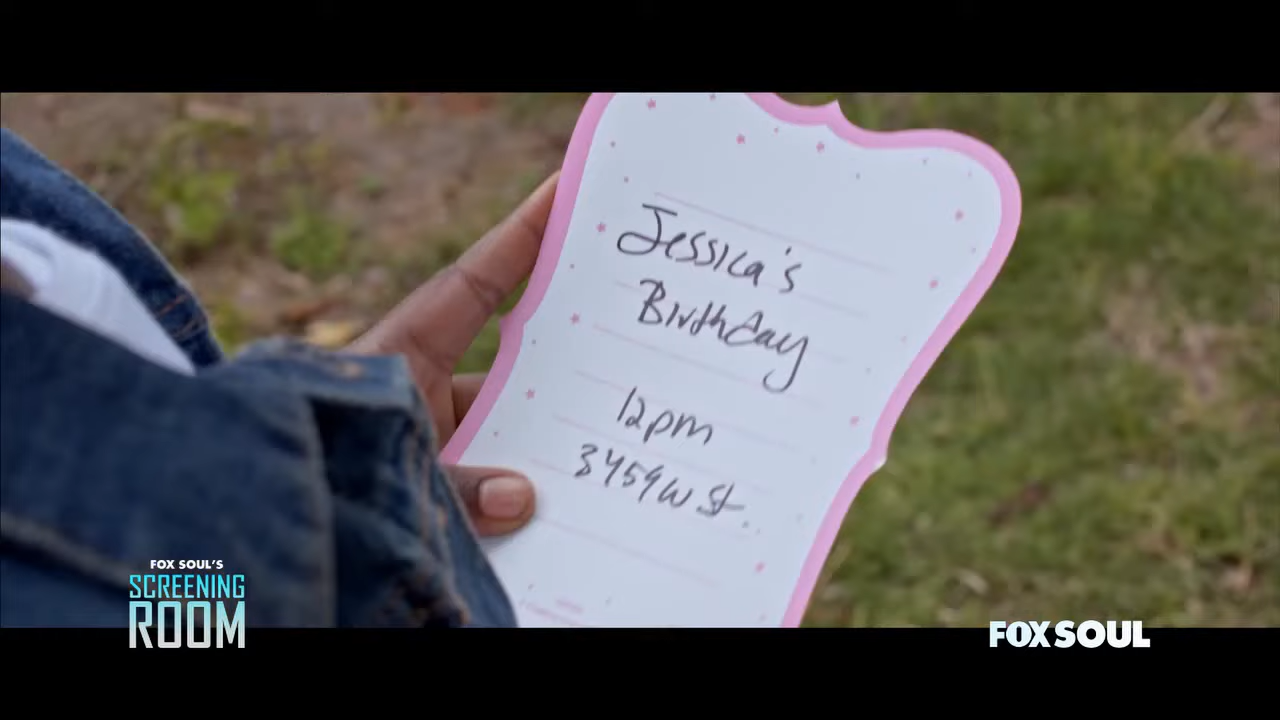 Jessica's
Birthday
12pm
3459 W St.
FOX SOUL'S
SCREENING
ROOM
FOX SOUL